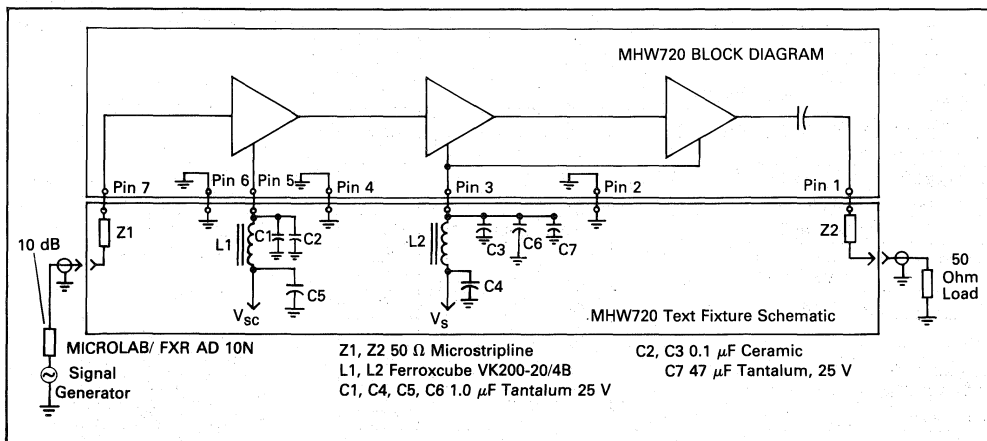 MHW720 BLOCK DIAGRAM
Pin 7
Pin 6
Pin 5
Pin 4
Pin 3
Pin 2
Pin 1
Z1
L1
C1
C2
C5
L2
C3
C6
C7
C4
Z2
10 dB
50
Ohm
Load
VSC
VS
MHW720 Text Fixture Schematic
MICROLAB/ FXR AD 10N
Signal
Generator
Z1, Z2 50 Ω Microstripline
L1, L2 Ferroxcube VK200-20/4B
C1, C4, C5, C6 1.0 μF Tantalum 25 V
C2, C3 0.1 μF Ceramic
C7 47 μF Tantalum, 25 V